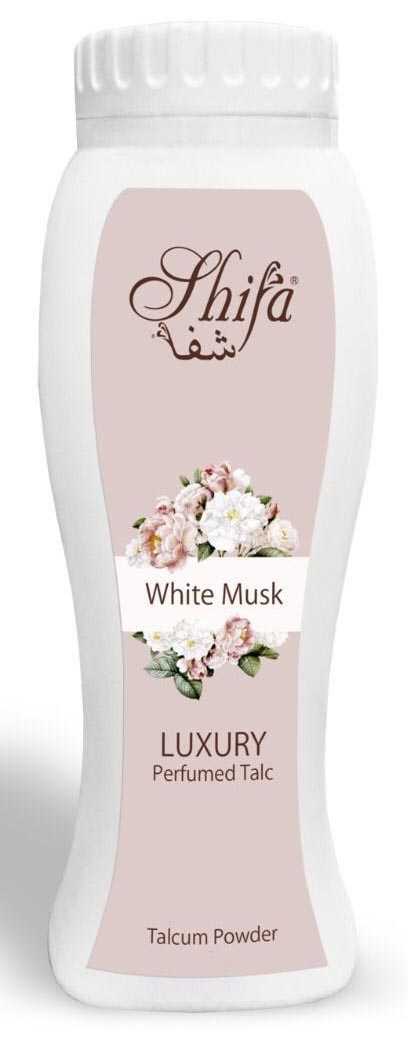 Shifa®
شفا®
White Musk
LUXURY
Perfumed Talc
Talcum Powder